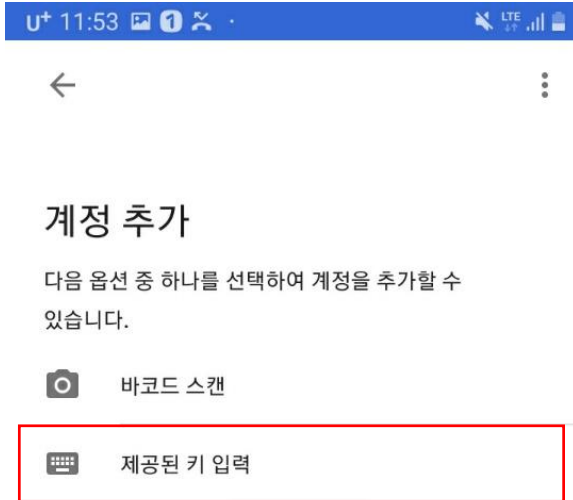 U+ 11:53 1 LTE
계정 추가
다음 옵션 중 하나를 선택하여 계정을 추가할 수
있습니다.
바코드 스캔
제공된 키 입력